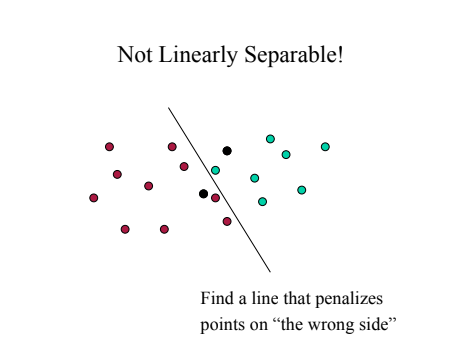 Not Linearly Separable!
Find a line that penalizes
points on “the wrong side”